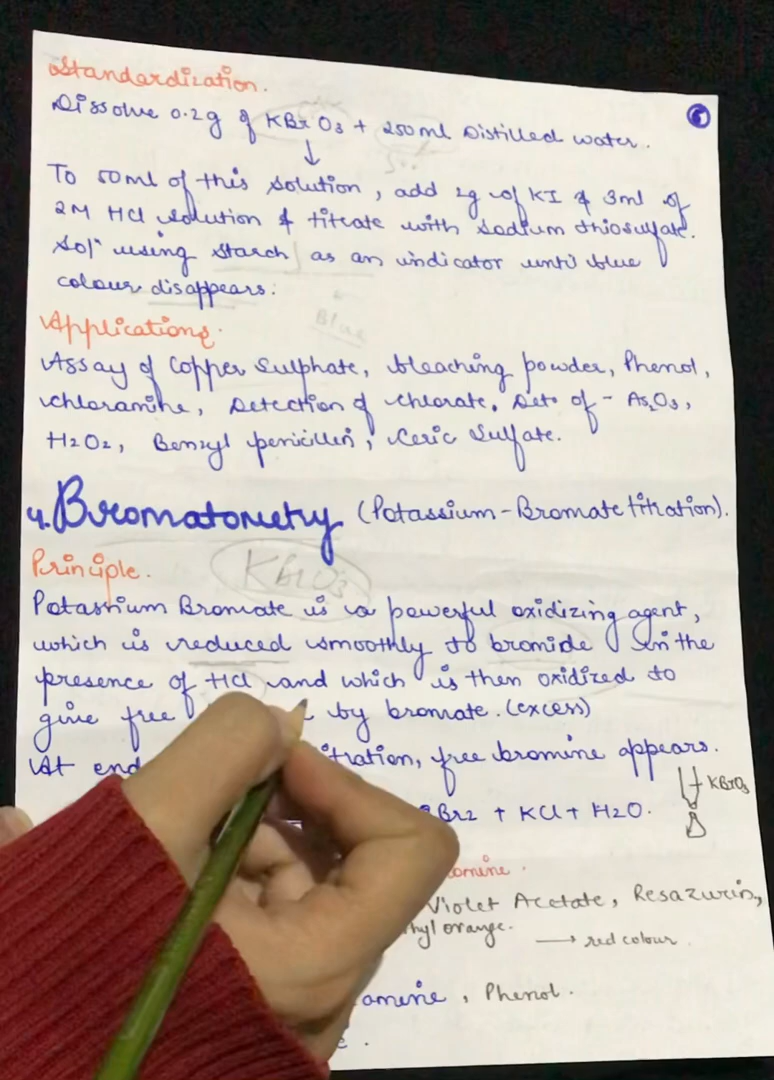 Standardization.
Dissolve 0.2g of KBrO3 + 250ml Distilled water.
↓
To 50ml of this solution, add 2g of KI & 3ml of
2M HCl solution & titrate with sodium thiosulfate.
Sol^n using starch as an indicator until blue
colour disappears.
Blue
Applications.
Assay of Copper Sulphate, bleaching powder, Phenol,
Chloramine, Detection of Chlorate. Detn of - As2O3,
H2O2, Benzyl penicillin, Ceric Sulfate.
4. Bromatometry (Potassium-Bromate titration).
Principle.
KBrO3
Potassium Bromate is a powerful oxidizing agent,
which is reduced smoothly to bromide in the
presence of HCl and which is then oxidized to
give free by bromate. (excess)
At end titration, free bromine appears.
KBrO3
Br2 + KCl + H2O.
omine.
Violet Acetate, Resazurin,
hyl orange. → red colour.
amine, Phenol.